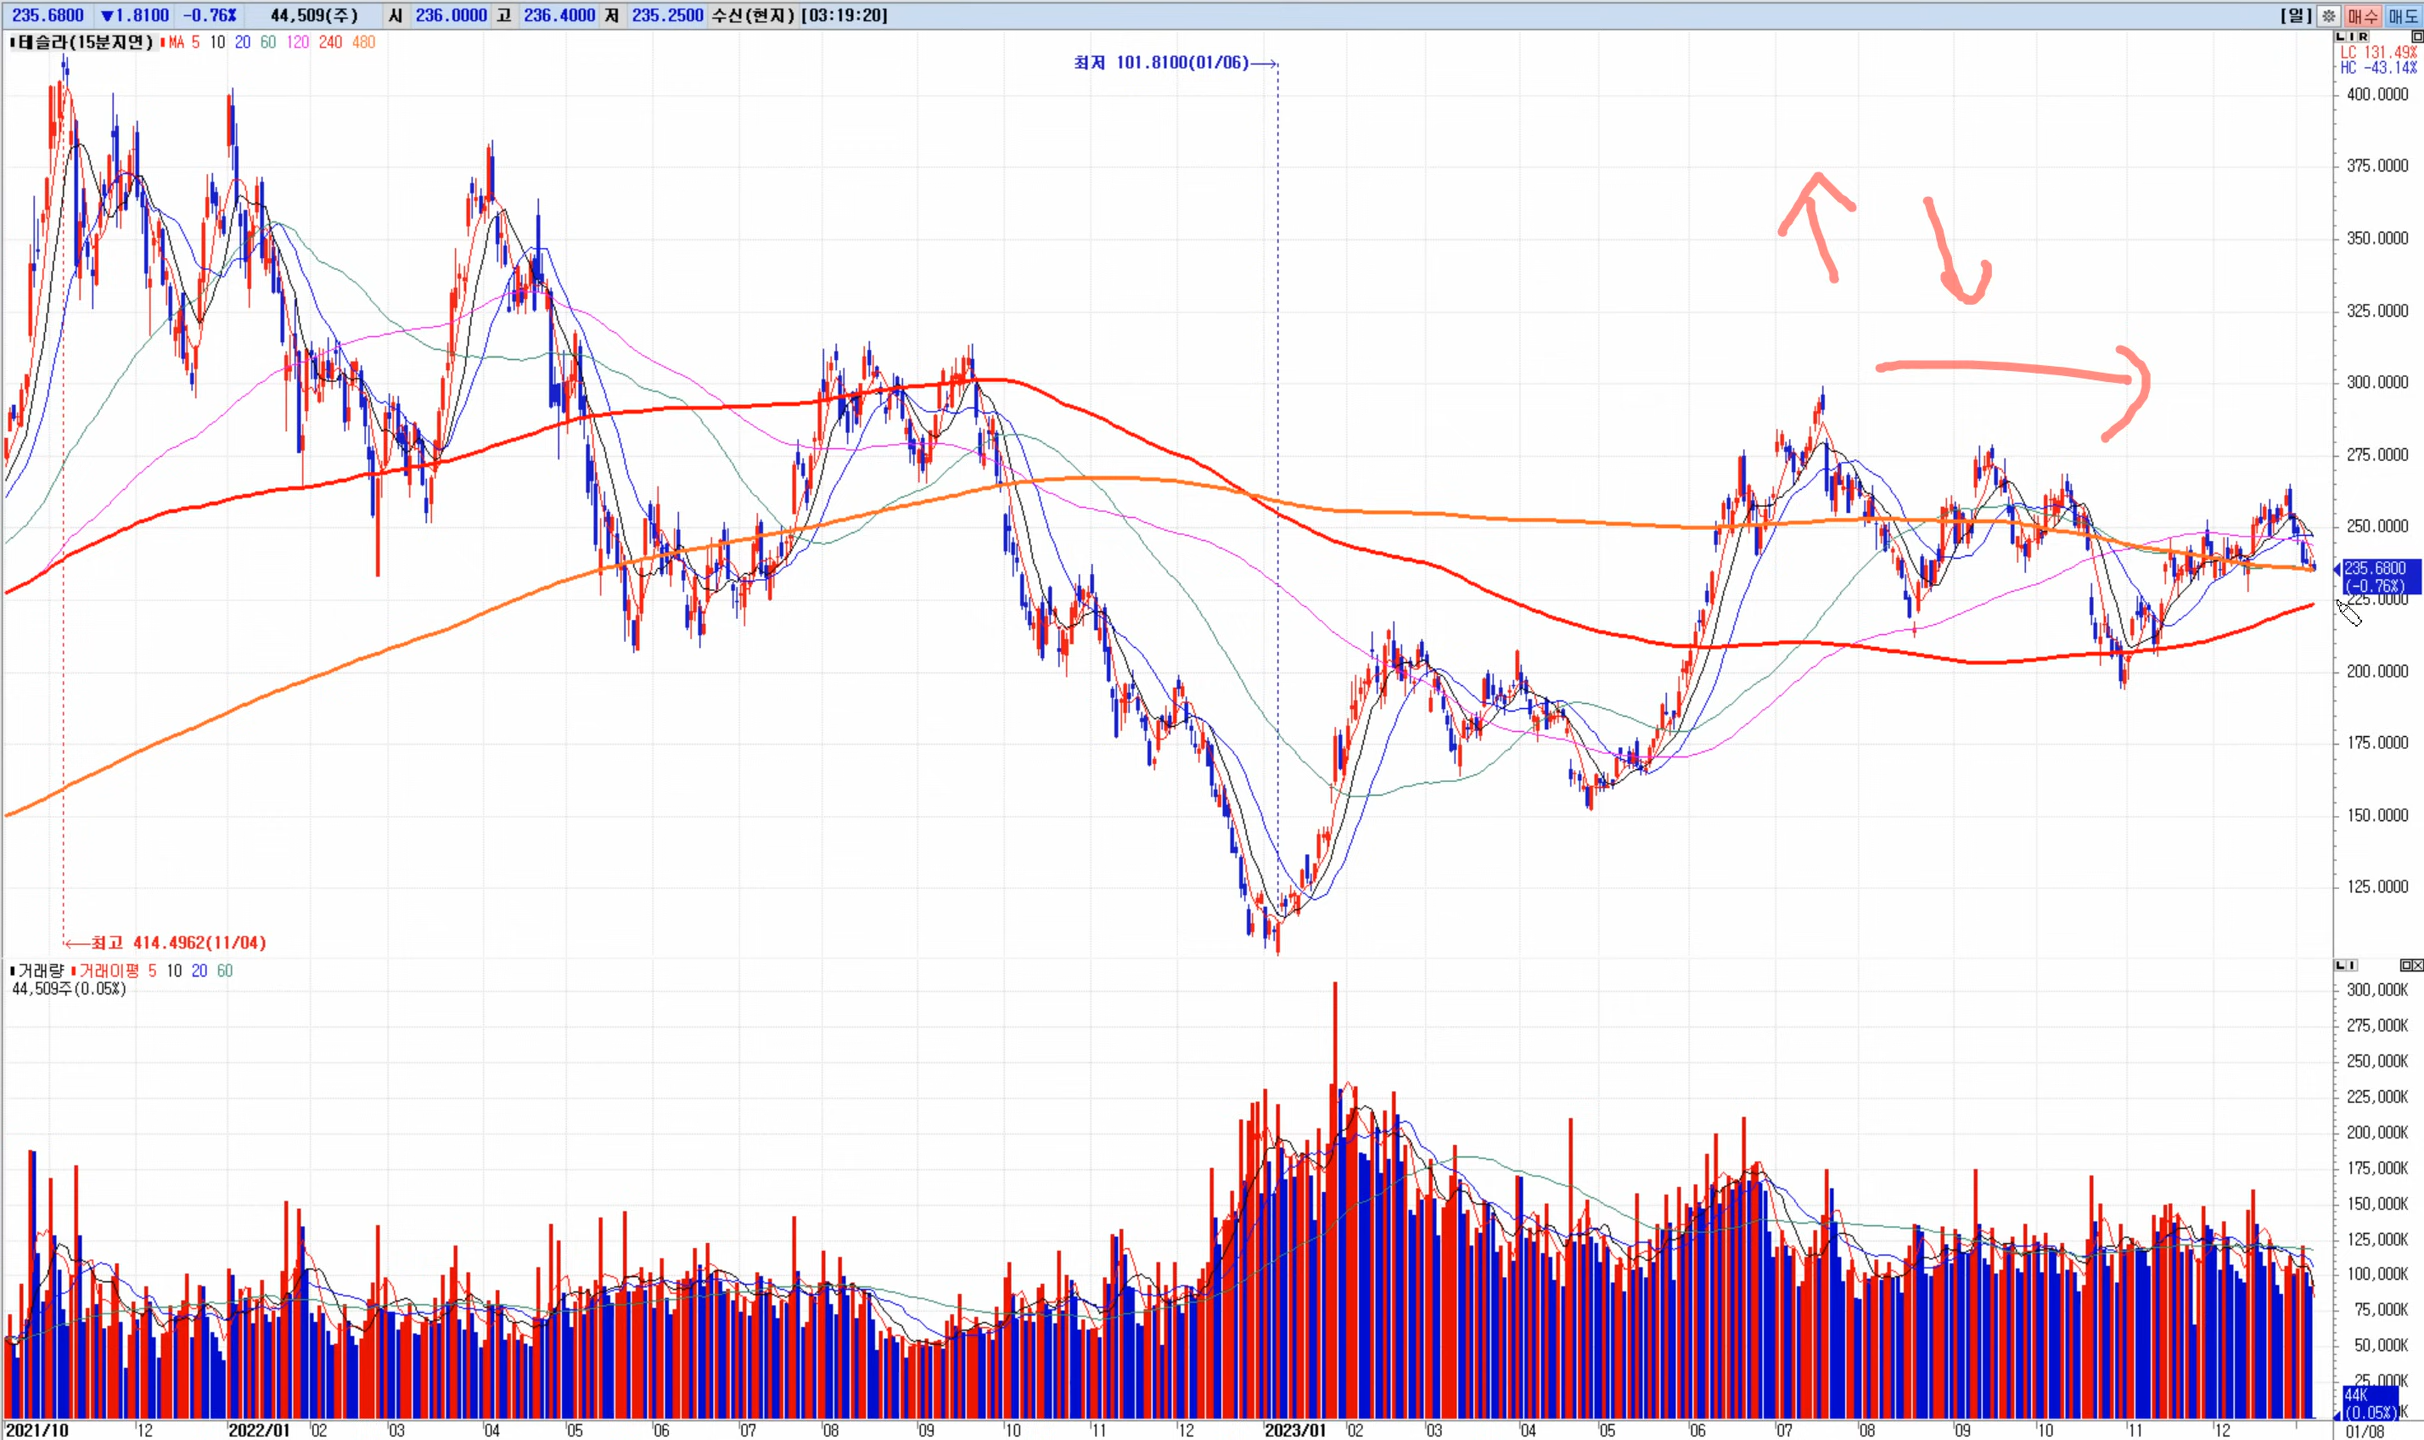 235.6800 ▼1.8100 -0.76% 44,509(주) 시 236.0000 고 236.4000 저 235.2500 수신(현지) [03:19:20] [일] 매수 매도
테슬라(15분지연) MA 5 10 20 60 120 240 480
L I R
LC 131.49%
HC -43.14%
최저 101.8100(01/06)
400.0000
375.0000
350.0000
325.0000
300.0000
275.0000
250.0000
235.6800
(-0.76%)
225.0000
200.0000
175.0000
150.0000
125.0000
최고 414.4962(11/04)
거래량 거래이평 5 10 20 60
L I
44,509주(0.05%)
300,000K
275,000K
250,000K
225,000K
200,000K
175,000K
150,000K
125,000K
100,000K
75,000K
50,000K
25,000K
44K
(0.05%) K
2021/10 12 2022/01 02 03 04 05 06 07 08 09 10 11 12 2023/01 02 03 04 05 06 07 08 09 10 11 12 01/08